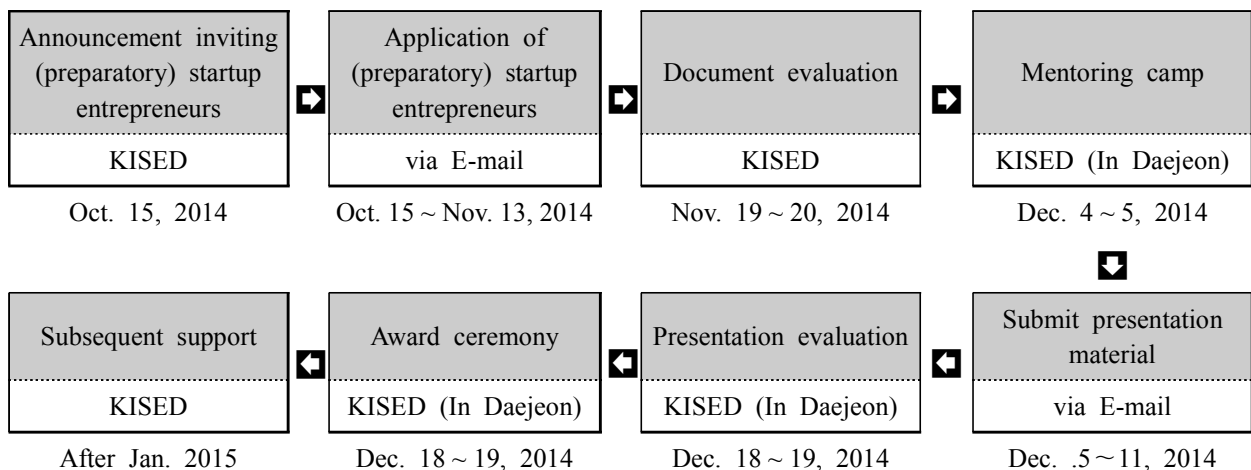 Announcement inviting
(preparatory) startup
entrepreneurs
KISED
Oct. 15, 2014
Application of
(preparatory) startup
entrepreneurs
via E-mail
Oct. 15 ~ Nov. 13, 2014
Document evaluation
KISED
Nov. 19 ~ 20, 2014
Mentoring camp
KISED (In Daejeon)
Dec. 4 ~ 5, 2014
Submit presentation
material
via E-mail
Dec. .5 ~ 11, 2014
Presentation evaluation
KISED (In Daejeon)
Dec. 18 ~ 19, 2014
Award ceremony
KISED (In Daejeon)
Dec. 18 ~ 19, 2014
Subsequent support
KISED
After Jan. 2015